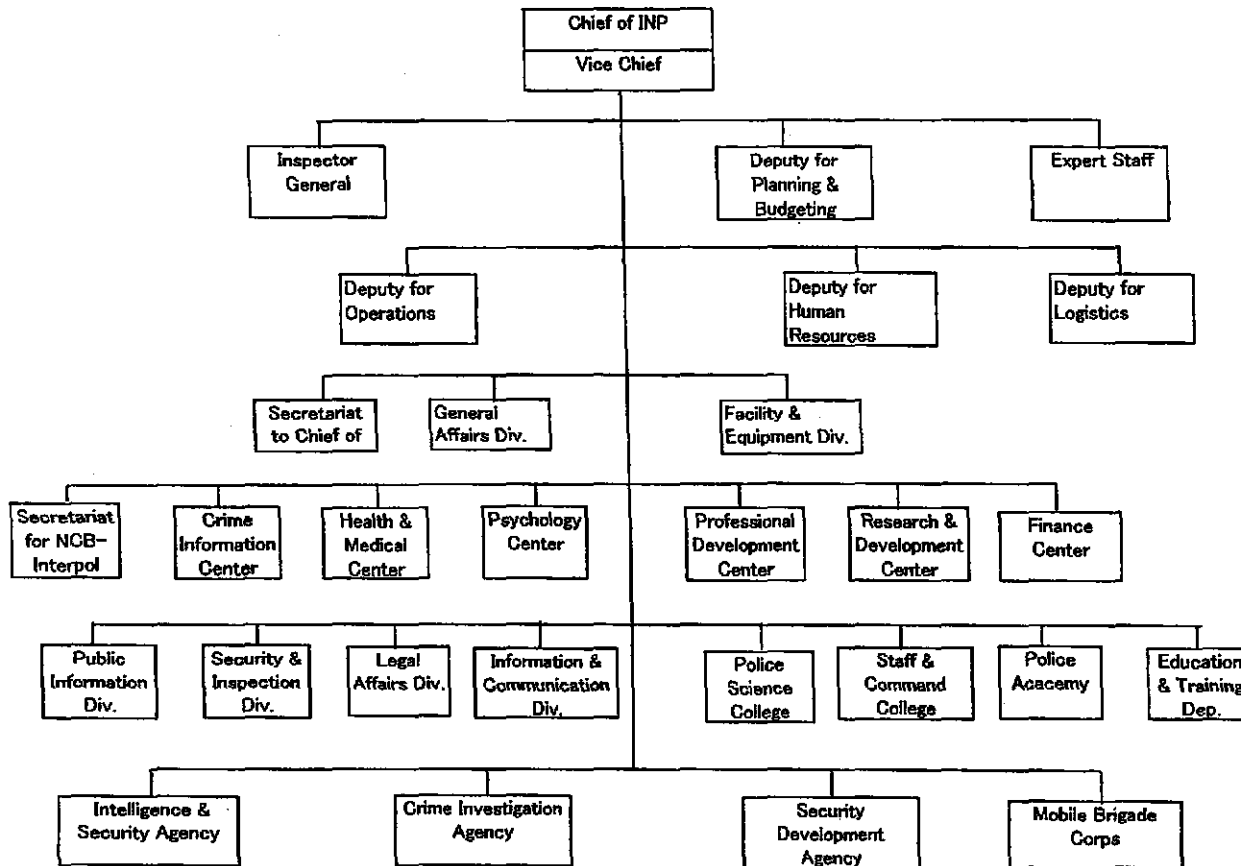 Chief of INP
Vice Chief
Inspector
General
Deputy for
Planning &
Budgeting
Expert Staff
Deputy for
Operations
Deputy for
Human
Resources
Deputy for
Logistics
Secretariat
to Chief of
General
Affairs Div.
Facility &
Equipment Div.
Secretariat
for NCB-
Interpol
Crime
Information
Center
Health &
Medical
Center
Psychology
Center
Professional
Development
Center
Research &
Development
Center
Finance
Center
Public
Information
Div.
Security &
Inspection
Div.
Legal
Affairs Div.
Information &
Communication
Div.
Police
Science
College
Staff &
Command
College
Police
Acacemy
Education
& Training
Dep.
Intelligence &
Security Agency
Crime Investigation
Agency
Security
Development
Agency
Mobile Brigade
Corps